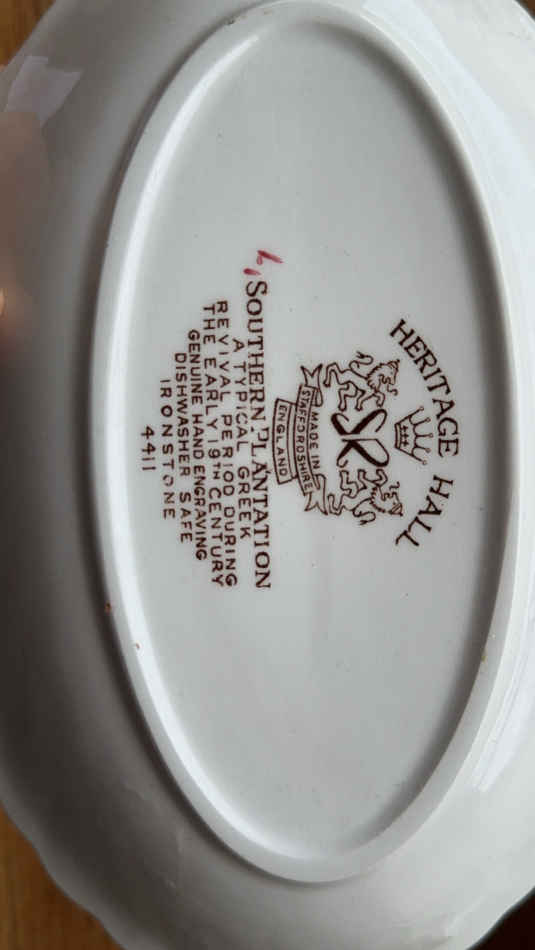 HERITAGE HALL
MADE IN
STAFFORDSHIRE
ENGLAND
SOUTHERN PLANTATION
A TYPICAL GREEK
REVIVAL PERIOD DURING
THE EARLY 19TH CENTURY
GENUINE HAND ENGRAVING
DISHWASHER SAFE
IRONSTONE
4411